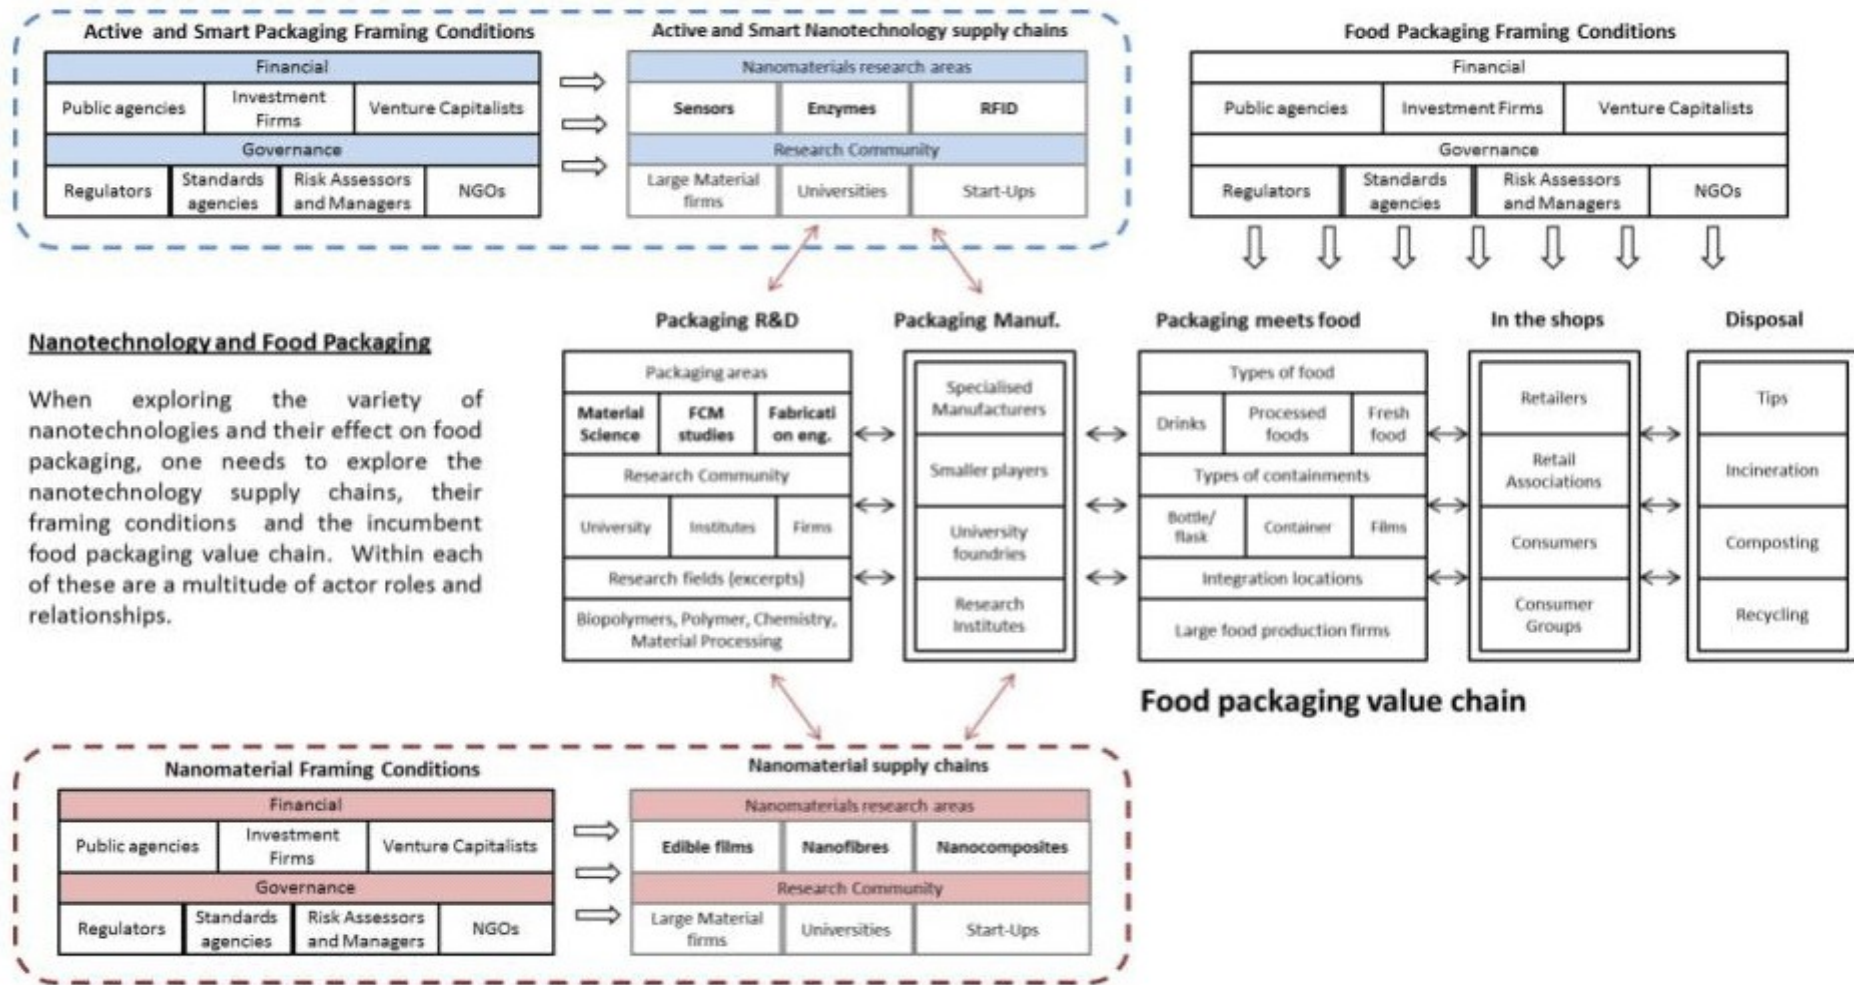 Active and Smart Packaging Framing Conditions
Financial
Public agencies
Investment
Firms
Venture Capitalists
Governance
Regulators
Standards
agencies
Risk Assessors
and Managers
NGOs
Active and Smart Nanotechnology supply chains
Nanomaterials research areas
Sensors
Enzymes
RFID
Research Community
Large Material
firms
Universities
Start-Ups
Food Packaging Framing Conditions
Financial
Public agencies
Investment Firms
Venture Capitalists
Governance
Regulators
Standards
agencies
Risk Assessors
and Managers
NGOs
Nanotechnology and Food Packaging
When exploring the variety of
nanotechnologies and their effect on food
packaging, one needs to explore the
nanotechnology supply chains, their
framing conditions and the incumbent
food packaging value chain. Within each
of these are a multitude of actor roles and
relationships.
Packaging R&D
Packaging areas
Material
Science
FCM
studies
Fabricati
on eng.
Research Community
University
Institutes
Firms
Research fields (excerpts)
Biopolymers, Polymer, Chemistry,
Material Processing
Packaging Manuf.
Specialised
Manufacturers
Smaller players
University
foundries
Research
Institutes
Packaging meets food
Types of food
Drinks
Processed
foods
Fresh
food
Types of containments
Bottle/
flask
Container
Films
Integration locations
Large food production firms
In the shops
Retailers
Retail
Associations
Consumers
Consumer
Groups
Disposal
Tips
Incineration
Composting
Recycling
Food packaging value chain
Nanomaterial Framing Conditions
Financial
Public agencies
Investment
Firms
Venture Capitalists
Governance
Regulators
Standards
agencies
Risk Assessors
and Managers
NGOs
Nanomaterial supply chains
Nanomaterials research areas
Edible films
Nanofibres
Nanocomposites
Research Community
Large Material
firms
Universities
Start-Ups